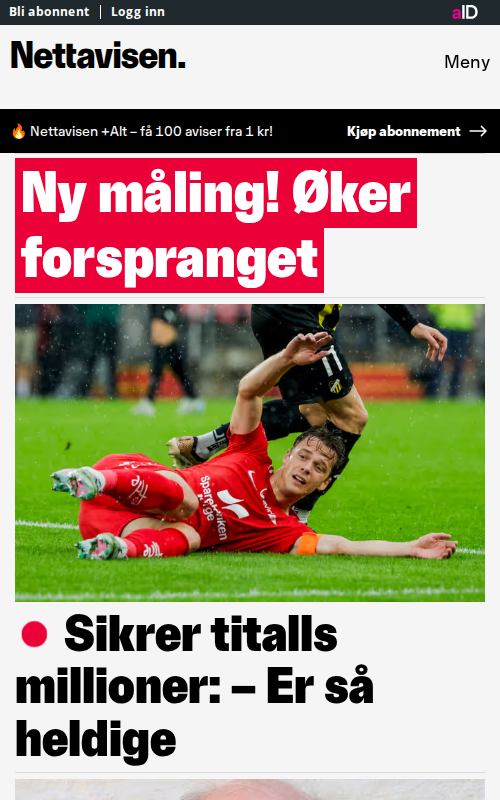 Bli abonnent | Logg inn
aID
Nettavisen.
Meny
🔥 Nettavisen +Alt – få 100 aviser fra 1 kr!
Kjøp abonnement →
Ny måling! Øker
forspranget
11
Sikrer titalls
millioner: – Er så
heldige